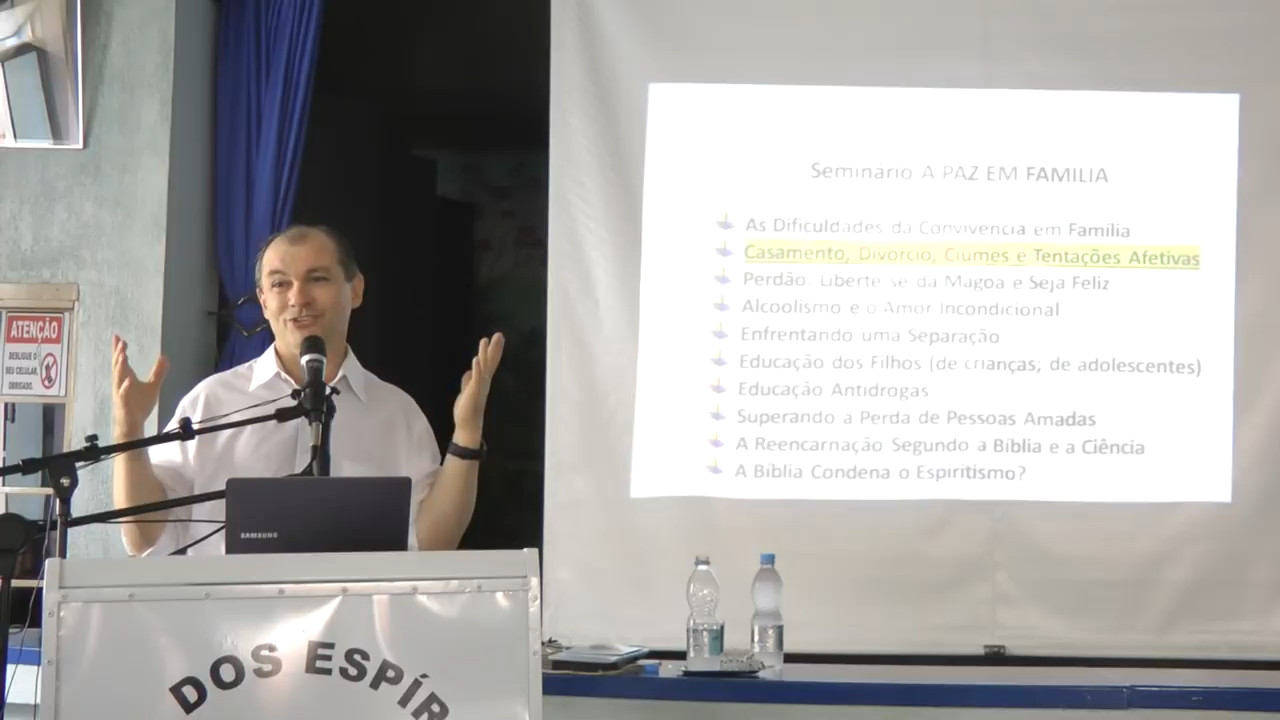 Seminário A PAZ EM FAMILIA
As Dificuldades da Convivencia em Familia
Casamento, Divorcio, Ciumes e Tentações Afetivas
Perdão: Liberte se da Magoa e Seja Feliz
Alcoolismo e o Amor Incondicional
Enfrentando uma Separação
Educação dos Filhos (de crianças; de adolescentes)
Educação Antidrogas
Superando a Perda de Pessoas Amadas
A Reencarnação Segundo a Bíblia e a Ciência
A Bíblia Condena o Espiritismo?
ATENÇÃO
DESLIGUE O
SEU CELULAR.
OBRIGADO.
SAMSUNG
DOS ESPÍR